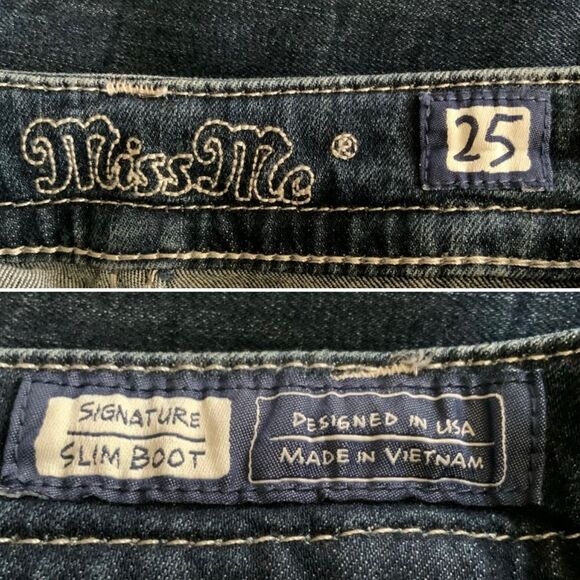 Miss Me ®
25
SIGNATURE
SLIM BOOT
DESIGNED IN USA
MADE IN VIETNAM